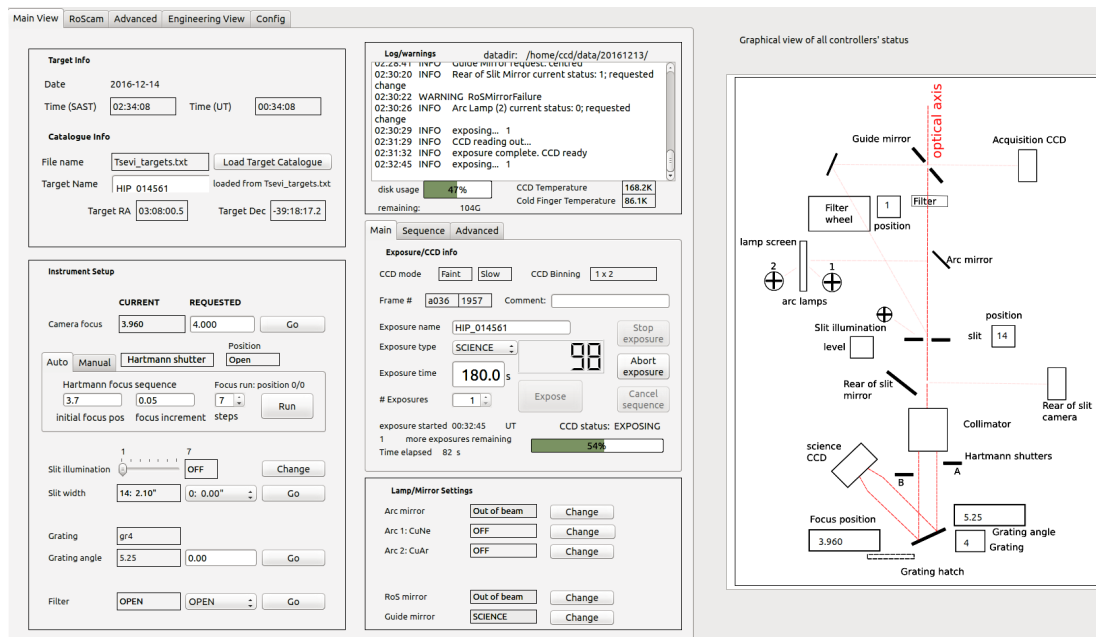 Main View RoScam Advanced Engineering View Config
Target Info
Date 2016-12-14
Time (SAST) 02:34:08 Time (UT) 00:34:08
Catalogue Info
File name Tsevi_targets.txt Load Target Catalogue
Target Name HIP_014561 loaded from Tsevi_targets.txt
Target RA 03:08:00.5 Target Dec -39:18:17.2
Instrument Setup
CURRENT REQUESTED
Camera focus 3.960 4.000 Go
Auto Manual Hartmann shutter Position Open
Hartmann focus sequence Focus run: position 0/0
3.7 0.05 7 Run
initial focus pos focus increment steps
1 7
Slit illumination OFF Change
Slit width 14: 2.10" 0: 0.00" Go
Grating gr4
Grating angle 5.25 0.00 Go
Filter OPEN OPEN Go
Log/warnings datadir: /home/ccd/data/20161213/
02:28:41 INFO Guide Mirror request: centred
02:30:20 INFO Rear of Slit Mirror current status: 1; requested
change
02:30:22 WARNING RoSMirrorFailure
02:30:26 INFO Arc Lamp (2) current status: 0; requested
change
02:30:29 INFO exposing... 1
02:31:29 INFO CCD reading out...
02:31:32 INFO exposure complete. CCD ready
02:32:45 INFO exposing... 1
disk usage 47% CCD Temperature 168.2K
remaining: 104G Cold Finger Temperature 86.1K
Main Sequence Advanced
Exposure/CCD info
CCD mode Faint Slow CCD Binning 1 x 2
Frame # a036 1957 Comment:
Exposure name HIP_014561 Stop exposure
Exposure type SCIENCE 98
Exposure time 180.0 s Abort exposure
# Exposures 1 Expose Cancel sequence
exposure started 00:32:45 UT CCD status: EXPOSING
1 more exposures remaining 54%
Time elapsed 82 s
Lamp/Mirror Settings
Arc mirror Out of beam Change
Arc 1: CuNe OFF Change
Arc 2: CuAr OFF Change
RoS mirror Out of beam Change
Guide mirror SCIENCE Change
Graphical view of all controllers' status
optical axis
Guide mirror Acquisition CCD
Filter wheel 1 position Filter
lamp screen Arc mirror
2 1
arc lamps
Slit illumination level position
slit 14
Rear of slit mirror Rear of slit camera
Collimator
science CCD Hartmann shutters
B A
Focus position 5.25
3.960 Grating angle
4 Grating
Grating hatch